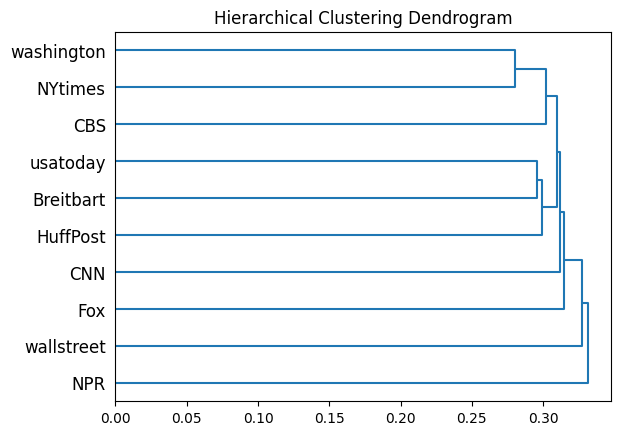 Hierarchical Clustering Dendrogram
washington
NYtimes
CBS
usatoday
Breitbart
HuffPost
CNN
Fox
wallstreet
NPR
0.00 0.05 0.10 0.15 0.20 0.25 0.30